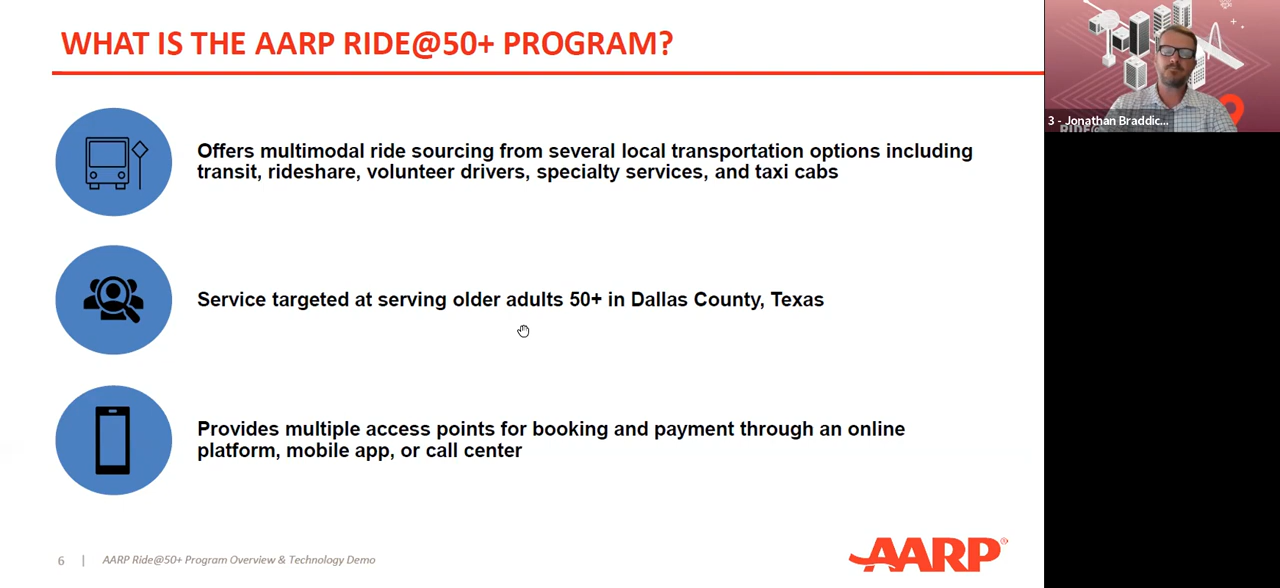 WHAT IS THE AARP RIDE@50+ PROGRAM?
Offers multimodal ride sourcing from several local transportation options including
transit, rideshare, volunteer drivers, specialty services, and taxi cabs
Service targeted at serving older adults 50+ in Dallas County, Texas
Provides multiple access points for booking and payment through an online
platform, mobile app, or call center
6 | AARP Ride@50+ Program Overview & Technology Demo
AARP®
3 - Jonathan Braddic...